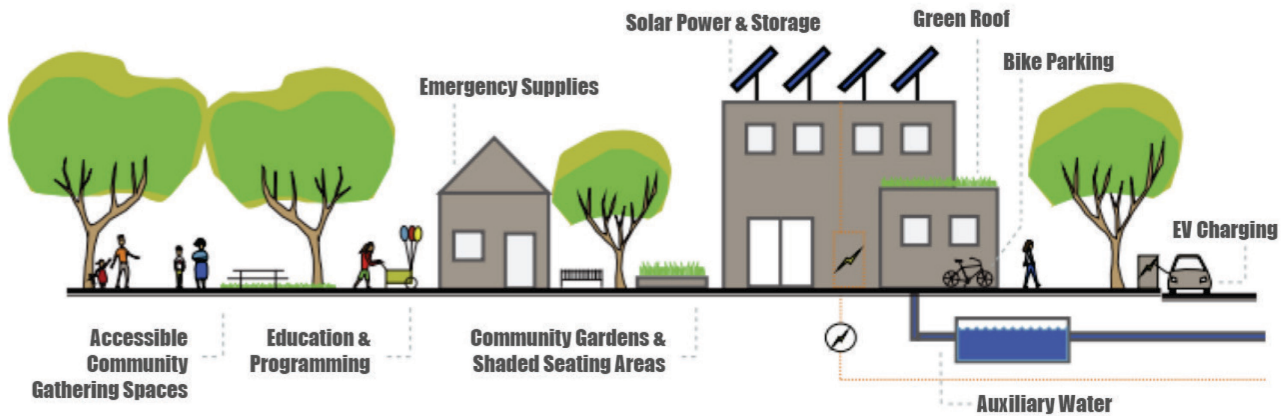 Solar Power & Storage
Green Roof
Bike Parking
Emergency Supplies
EV Charging
Accessible
Community
Gathering Spaces
Education &
Programming
Community Gardens &
Shaded Seating Areas
Auxiliary Water